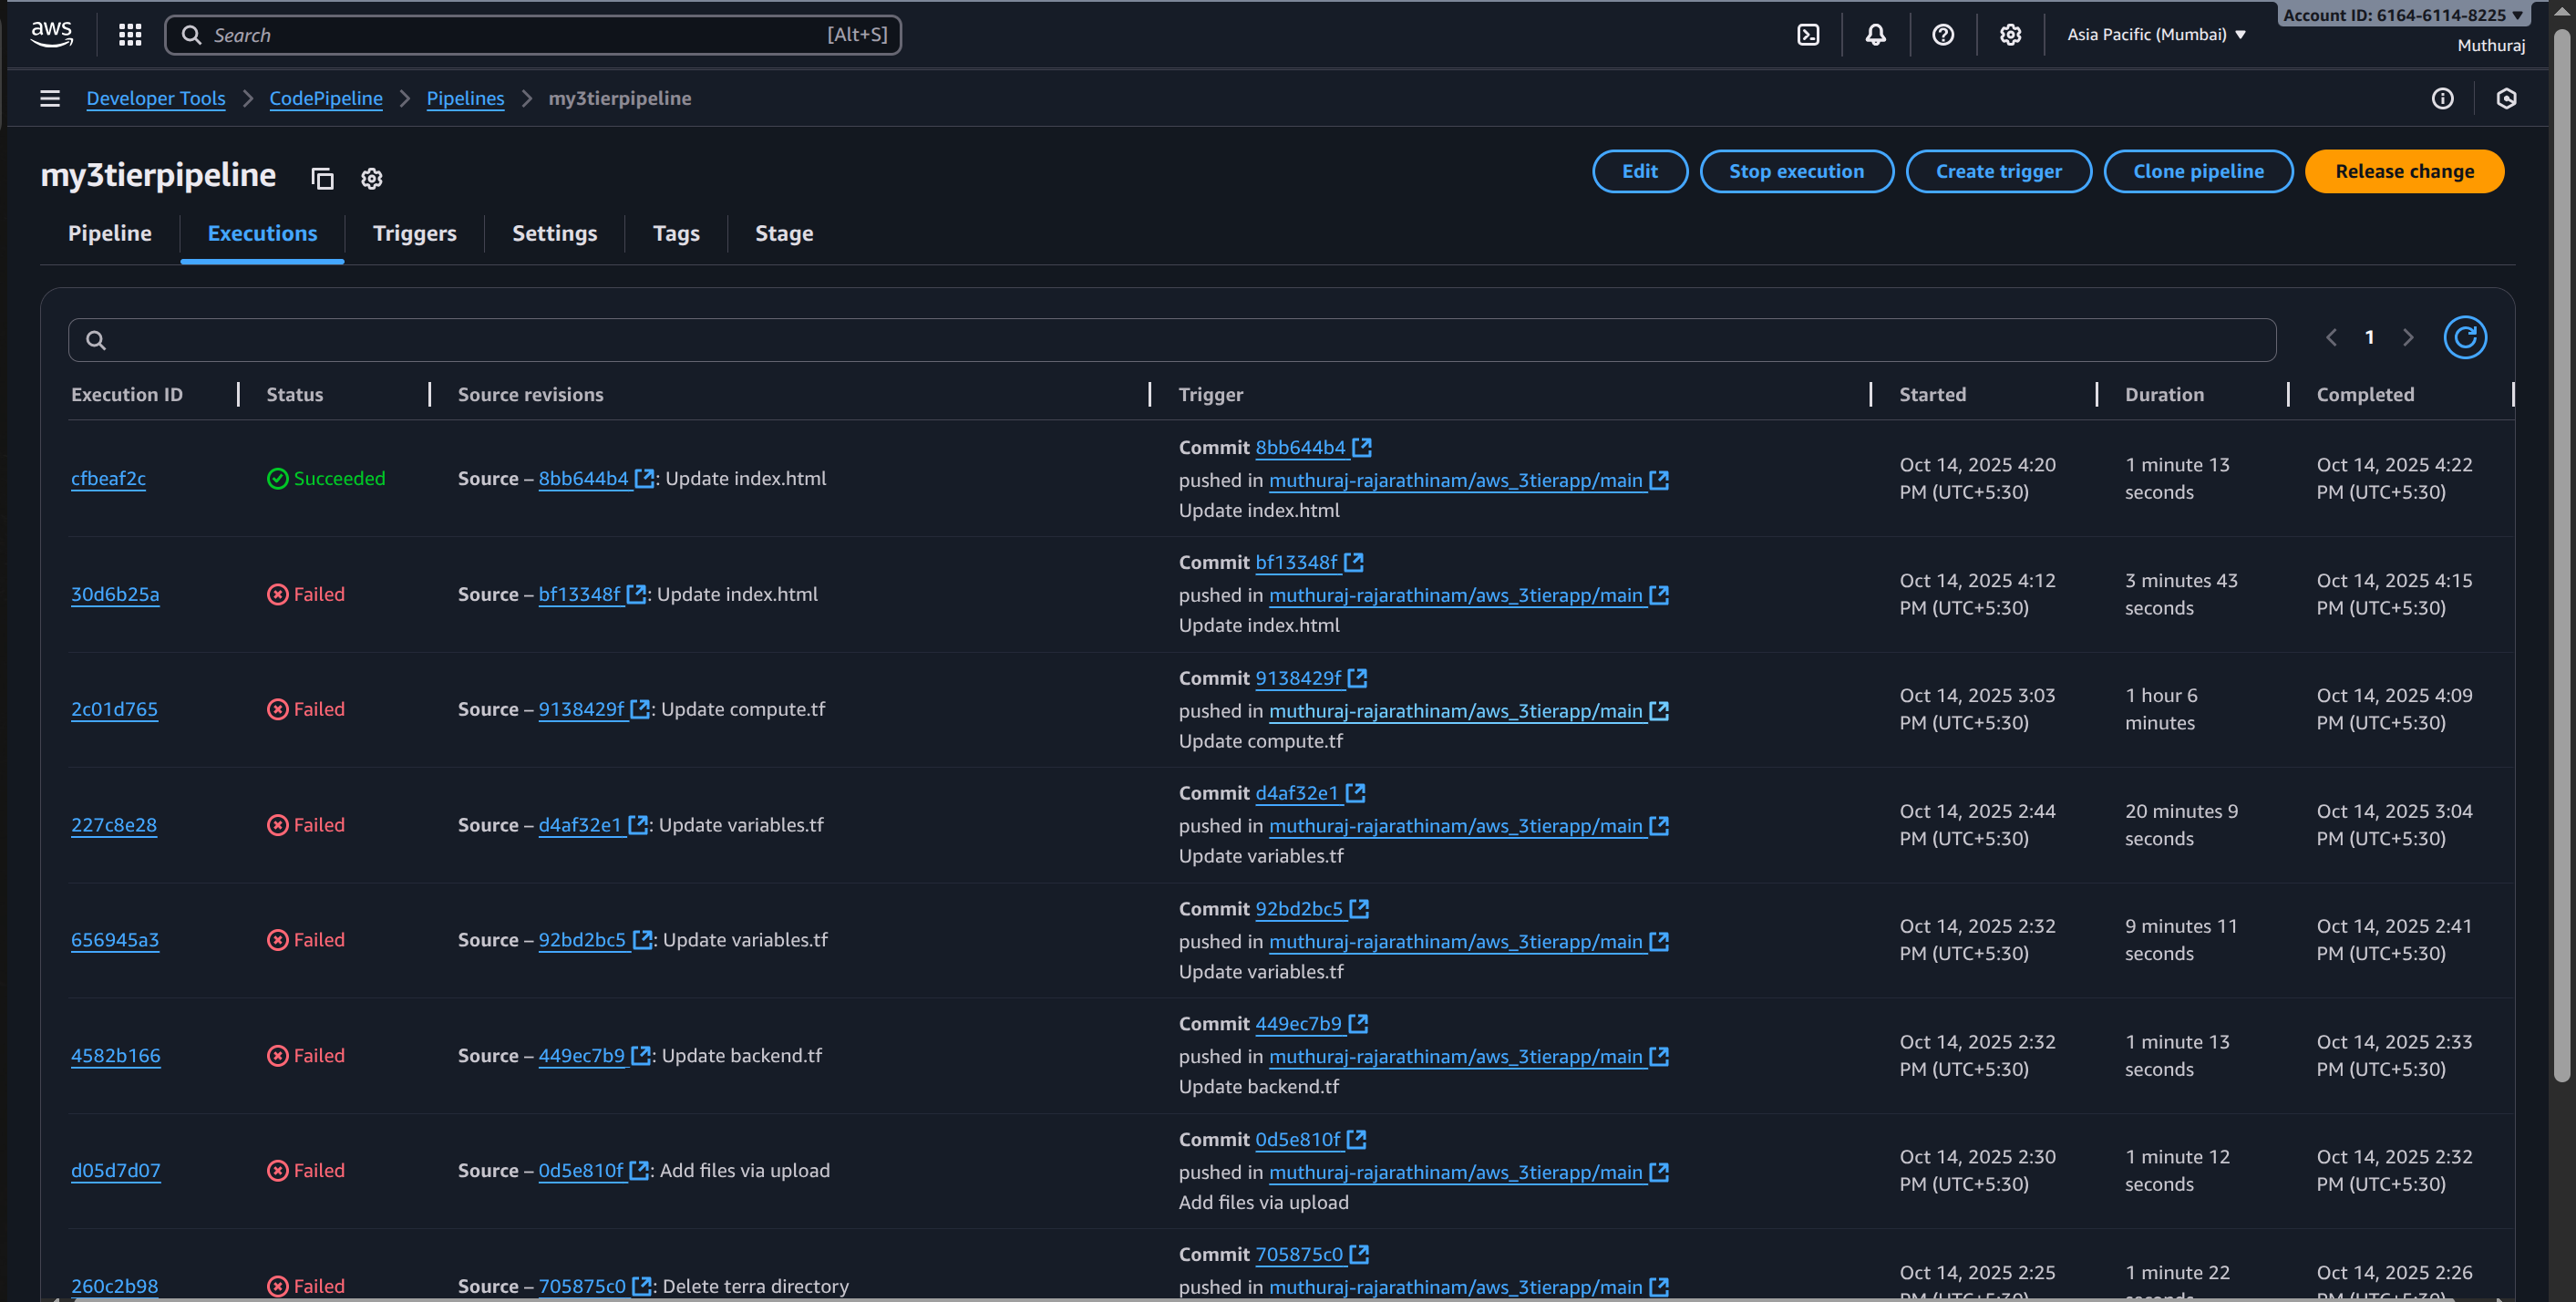 aws
Search
[Alt+S]
Asia Pacific (Mumbai)
Account ID: 6164-6114-8225
Muthuraj
Developer Tools
CodePipeline
Pipelines
my3tierpipeline
my3tierpipeline
Edit
Stop execution
Create trigger
Clone pipeline
Release change
Pipeline
Executions
Triggers
Settings
Tags
Stage
1
Execution ID
Status
Source revisions
Trigger
Started
Duration
Completed
cfbeaf2c
Succeeded
Source – 8bb644b4 : Update index.html
Commit 8bb644b4
pushed in muthuraj-rajarathinam/aws_3tierapp/main
Update index.html
Oct 14, 2025 4:20
PM (UTC+5:30)
1 minute 13
seconds
Oct 14, 2025 4:22
PM (UTC+5:30)
30d6b25a
Failed
Source – bf13348f : Update index.html
Commit bf13348f
pushed in muthuraj-rajarathinam/aws_3tierapp/main
Update index.html
Oct 14, 2025 4:12
PM (UTC+5:30)
3 minutes 43
seconds
Oct 14, 2025 4:15
PM (UTC+5:30)
2c01d765
Failed
Source – 9138429f : Update compute.tf
Commit 9138429f
pushed in muthuraj-rajarathinam/aws_3tierapp/main
Update compute.tf
Oct 14, 2025 3:03
PM (UTC+5:30)
1 hour 6
minutes
Oct 14, 2025 4:09
PM (UTC+5:30)
227c8e28
Failed
Source – d4af32e1 : Update variables.tf
Commit d4af32e1
pushed in muthuraj-rajarathinam/aws_3tierapp/main
Update variables.tf
Oct 14, 2025 2:44
PM (UTC+5:30)
20 minutes 9
seconds
Oct 14, 2025 3:04
PM (UTC+5:30)
656945a3
Failed
Source – 92bd2bc5 : Update variables.tf
Commit 92bd2bc5
pushed in muthuraj-rajarathinam/aws_3tierapp/main
Update variables.tf
Oct 14, 2025 2:32
PM (UTC+5:30)
9 minutes 11
seconds
Oct 14, 2025 2:41
PM (UTC+5:30)
4582b166
Failed
Source – 449ec7b9 : Update backend.tf
Commit 449ec7b9
pushed in muthuraj-rajarathinam/aws_3tierapp/main
Update backend.tf
Oct 14, 2025 2:32
PM (UTC+5:30)
1 minute 13
seconds
Oct 14, 2025 2:33
PM (UTC+5:30)
d05d7d07
Failed
Source – 0d5e810f : Add files via upload
Commit 0d5e810f
pushed in muthuraj-rajarathinam/aws_3tierapp/main
Add files via upload
Oct 14, 2025 2:30
PM (UTC+5:30)
1 minute 12
seconds
Oct 14, 2025 2:32
PM (UTC+5:30)
260c2b98
Failed
Source – 705875c0 : Delete terra directory
Commit 705875c0
pushed in muthuraj-rajarathinam/aws_3tierapp/main
Oct 14, 2025 2:25
1 minute 22
Oct 14, 2025 2:26